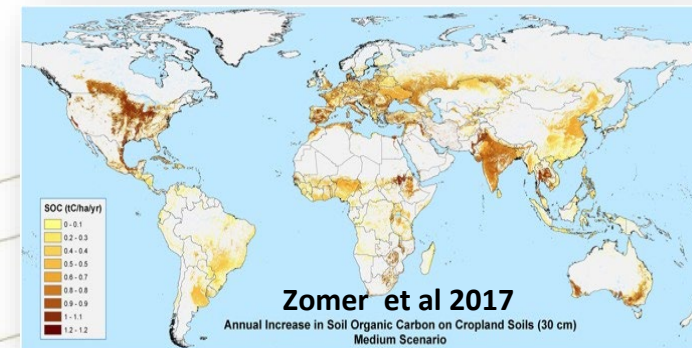 SOC (tC/ha/yr)
0 - 0.1
0.2 - 0.3
0.4 - 0.4
0.5 - 0.5
0.6 - 0.7
0.8 - 0.8
0.9 - 0.9
1 - 1.1
1.2 - 1.2
Zomer et al 2017
Annual Increase in Soil Organic Carbon on Cropland Soils (30 cm)
Medium Scenario